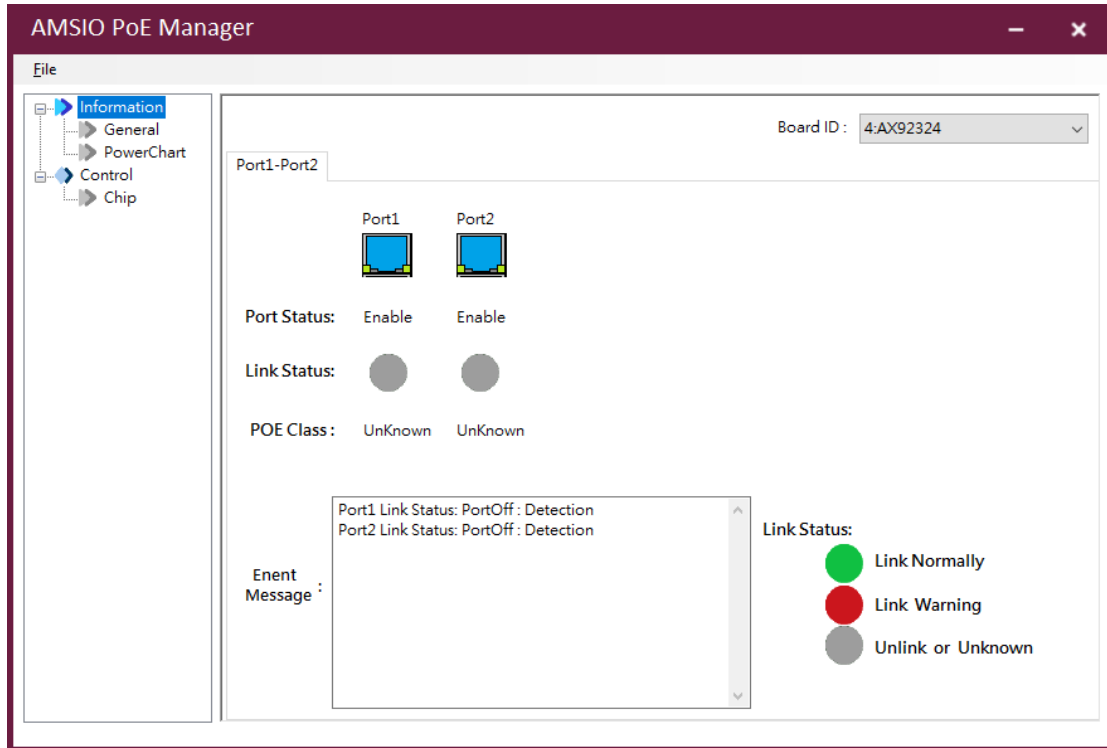 AMSIO PoE Manager
File
Information
General
PowerChart
Control
Chip
Board ID : 4:AX92324
Port1-Port2
Port1 Port2
Port Status: Enable Enable
Link Status:
POE Class : UnKnown UnKnown
Port1 Link Status: PortOff : Detection
Port2 Link Status: PortOff : Detection
Enent
Message :
Link Status:
Link Normally
Link Warning
Unlink or Unknown